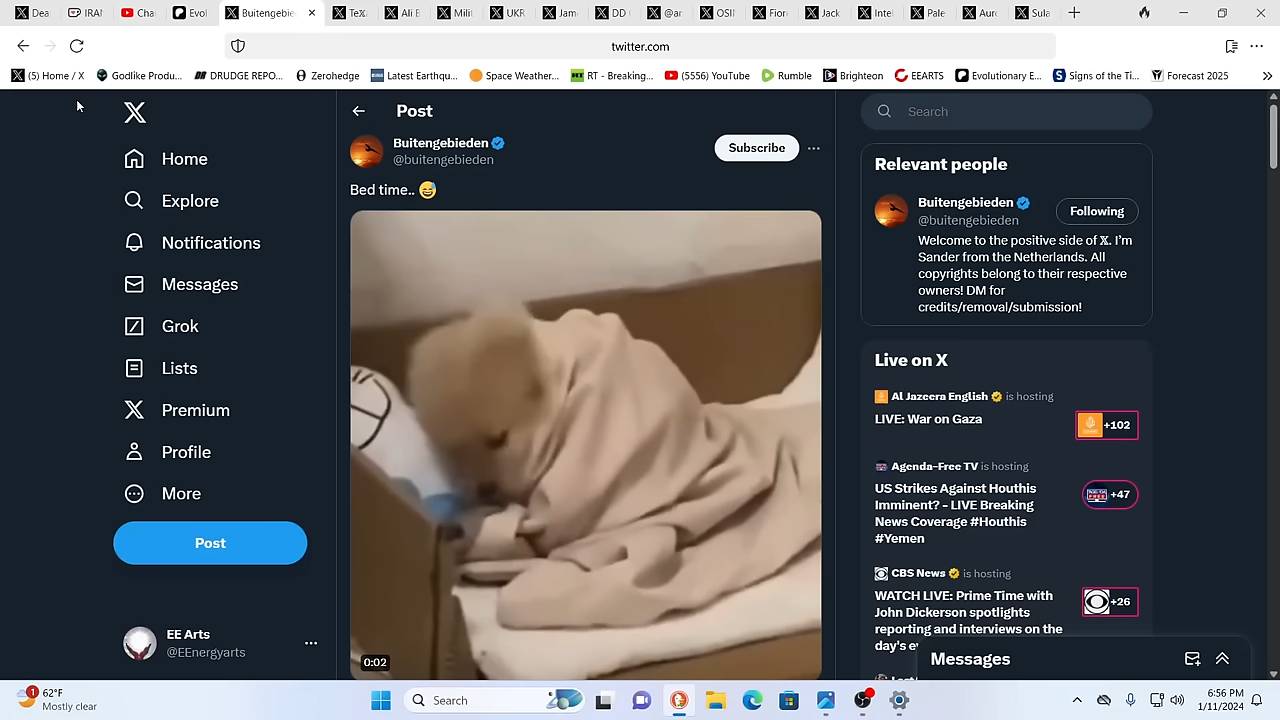 Dea
IRAN
Cha
Evol
Buitengebie
TeX
Ali E
Milit
UKR
Jam
DD
@ar
OSII
Fior
Jack
Inte
Pale
Auro
Sula
twitter.com
(5) Home / X
Godlike Produ...
DRUDGE REPO...
Zerohedge
Latest Earthqu...
Space Weather...
RT - Breaking...
(5556) YouTube
Rumble
Brighteon
EEARTS
Evolutionary E...
Signs of the Ti...
Forecast 2025
Home
Explore
Notifications
Messages
Grok
Lists
Premium
Profile
More
Post
EE Arts
@EEnergyarts
Post
Buitengebieden
@buitengebieden
Subscribe
Bed time.. 😅
0:02
Search
Relevant people
Buitengebieden
@buitengebieden
Following
Welcome to the positive side of 𝕏. I'm
Sander from the Netherlands. All
copyrights belong to their respective
owners! DM for
credits/removal/submission!
Live on X
Al Jazeera English is hosting
LIVE: War on Gaza
+102
Agenda-Free TV is hosting
US Strikes Against Houthis
Imminent? - LIVE Breaking
News Coverage #Houthis
#Yemen
+47
CBS News is hosting
WATCH LIVE: Prime Time with
John Dickerson spotlights
reporting and interviews on the
day's e
+26
Messages
1
62°F
Mostly clear
Search
6:56 PM
1/11/2024